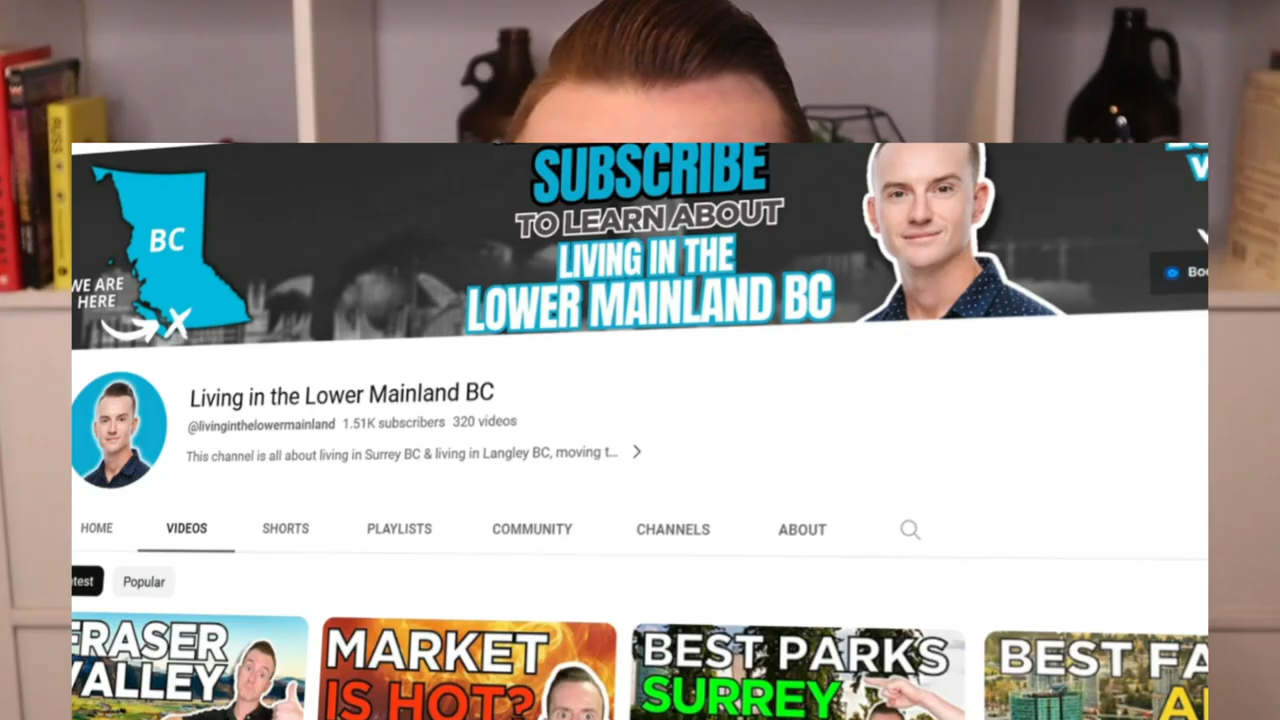 RUSS
SUBSCRIBE
TO LEARN ABOUT
LIVING IN THE
LOWER MAINLAND BC
BC
WE ARE
HERE
X
Living in the Lower Mainland BC
@livinginthelowermainland 1.51K subscribers 320 videos
This channel is all about living in Surrey BC & living in Langley BC, moving t...
HOME VIDEOS SHORTS PLAYLISTS COMMUNITY CHANNELS ABOUT
Popular
FRASER
VALLEY
MARKET
IS HOT?
BEST PARKS
SURREY
BEST FA